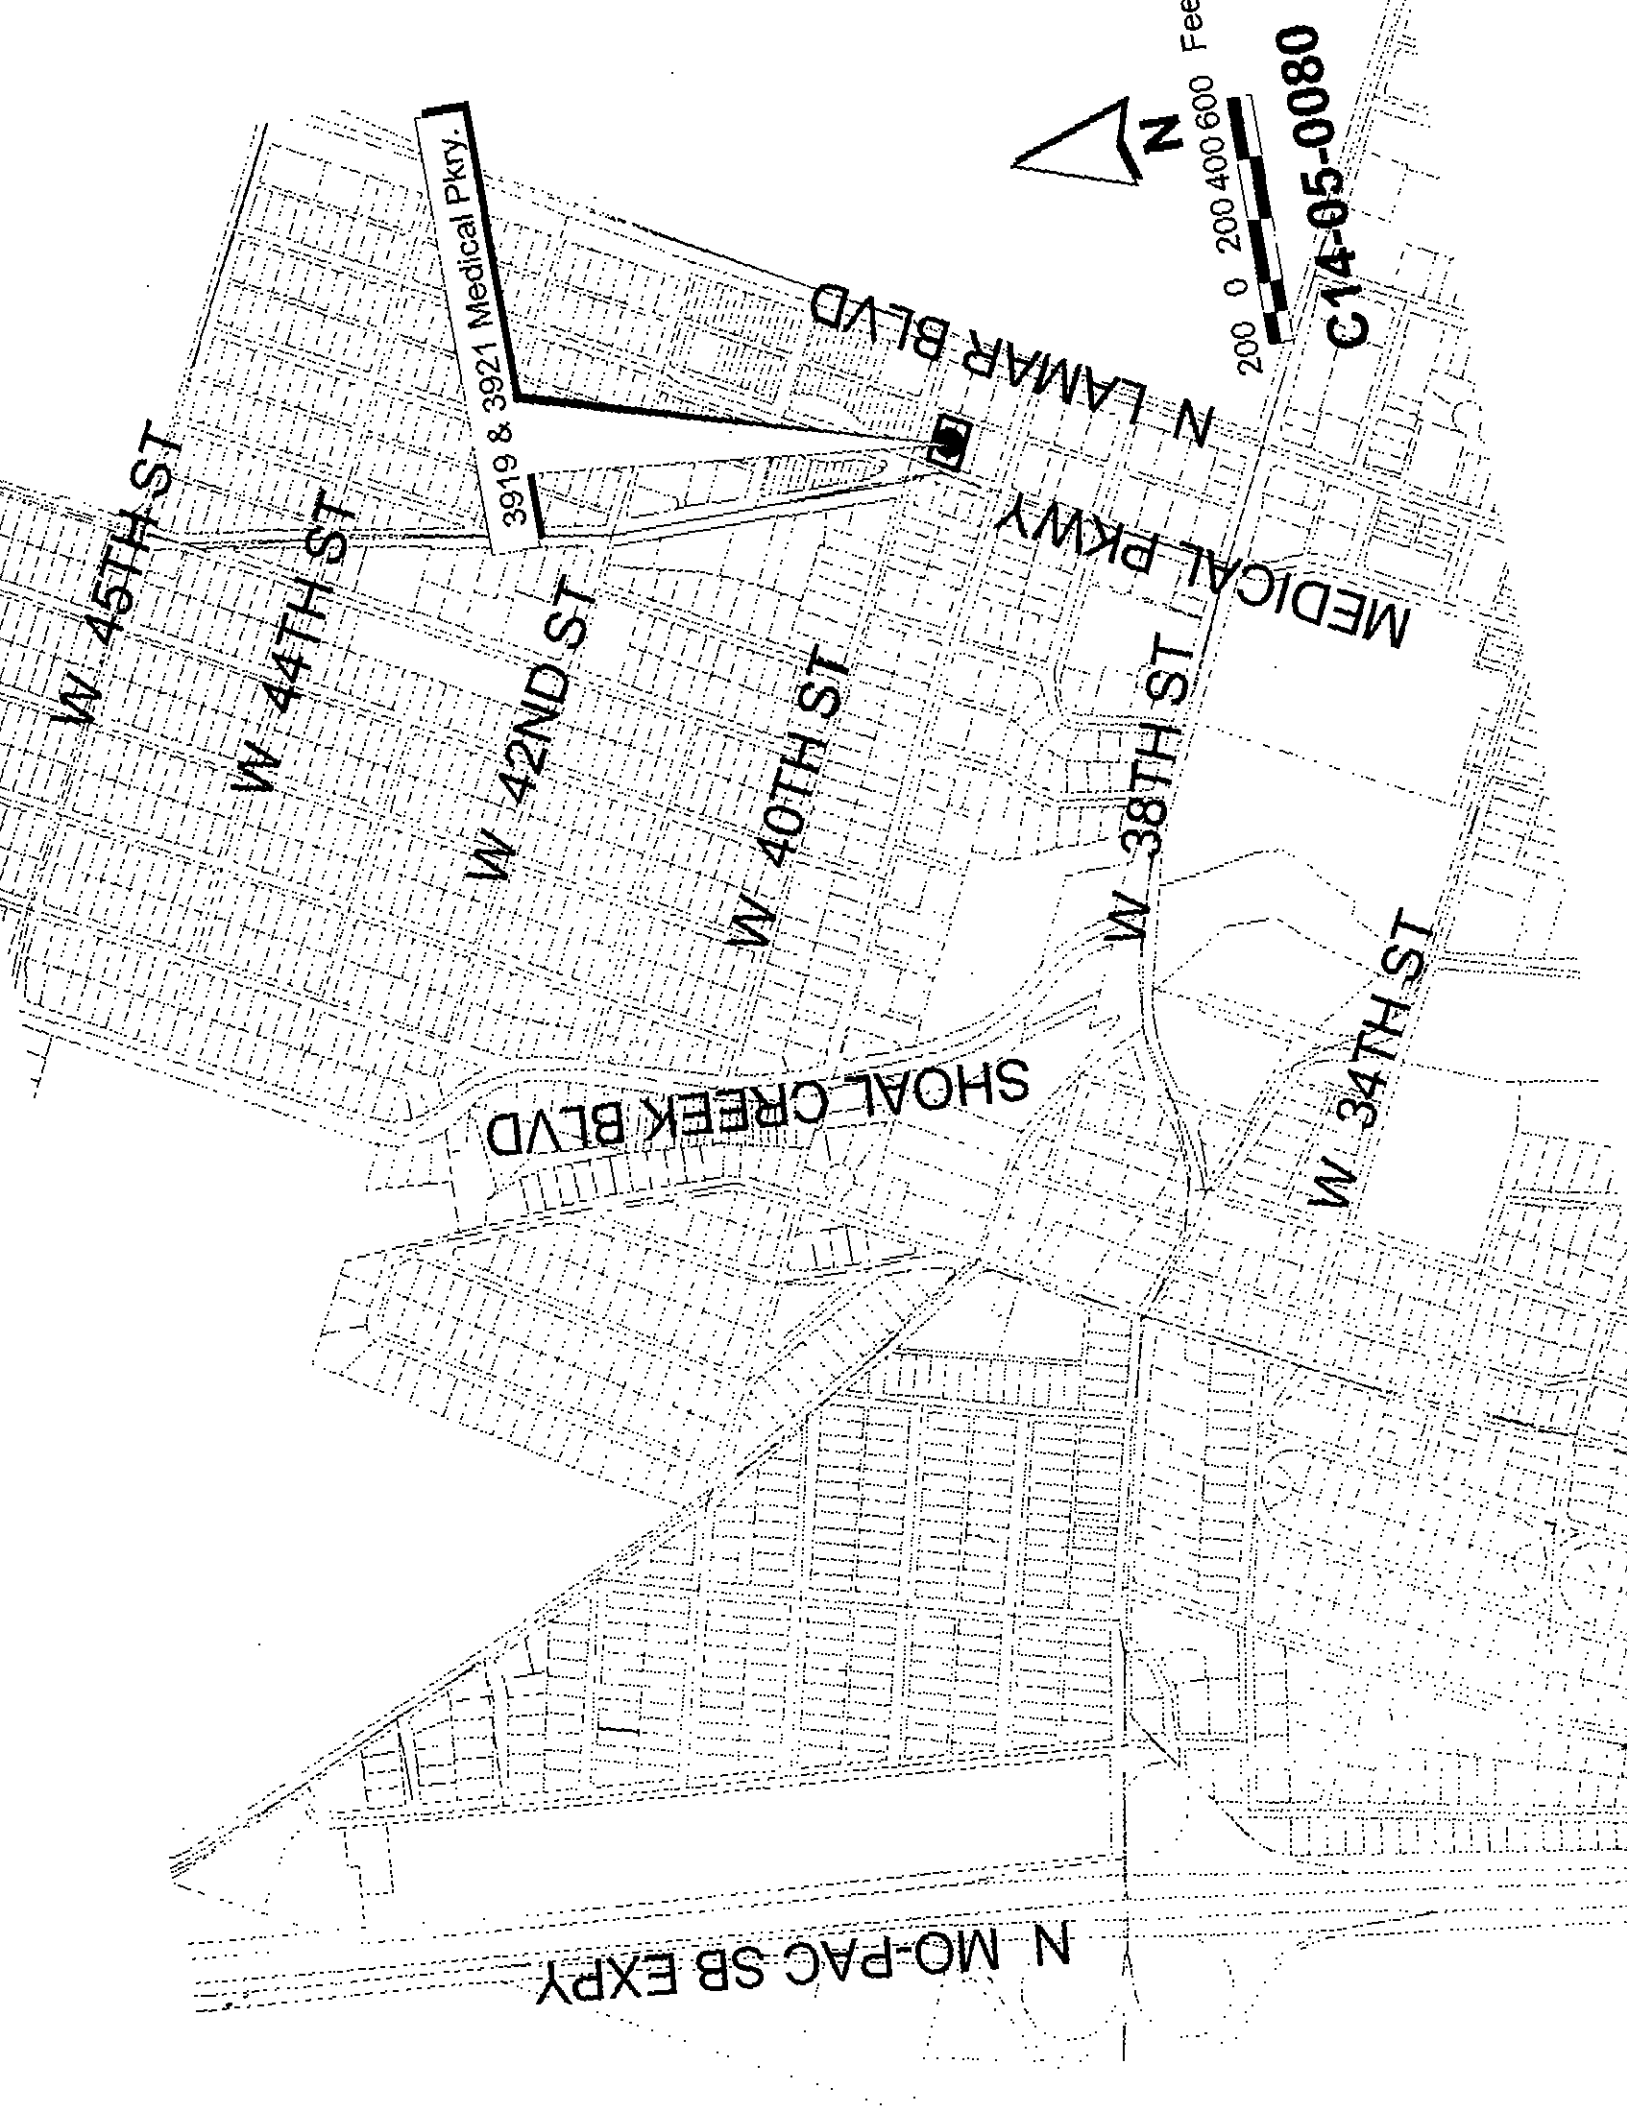 W 45TH ST
W 44TH ST
W 42ND ST
W 40TH ST
W 38TH ST
W 34TH ST
3919 & 3921 Medical Pkry.
N LAMAR BLVD
MEDICAL PKWY
SHOAL CREEK BLVD
N MO-PAC SB EXPY
N
200 0 200 400 600 Fee
C14-05-0080